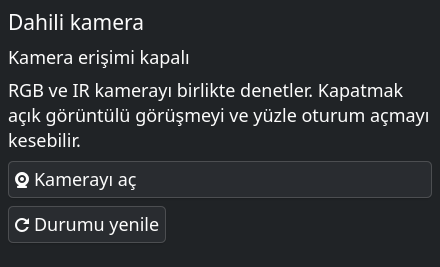 Dahili kamera
Kamera erişimi kapalı
RGB ve IR kamerayı birlikte denetler. Kapatmak
açık görüntülü görüşmeyi ve yüzle oturum açmayı
kesebilir.
Kamerayı aç
Durumu yenile